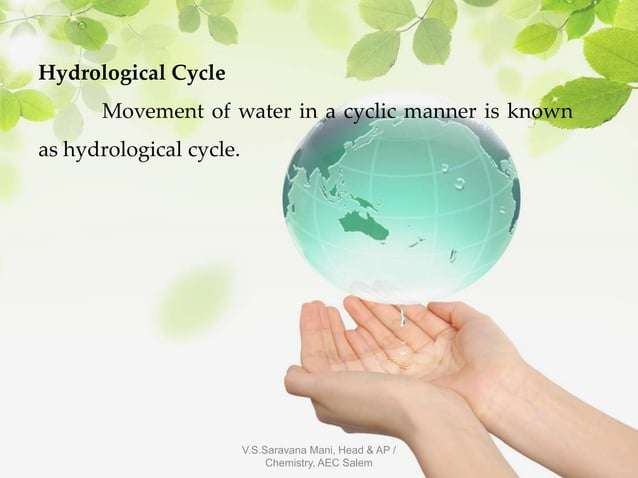 Hydrological Cycle
Movement of water in a cyclic manner is known
as hydrological cycle.
V.S.Saravana Mani, Head & AP /
Chemistry, AEC Salem